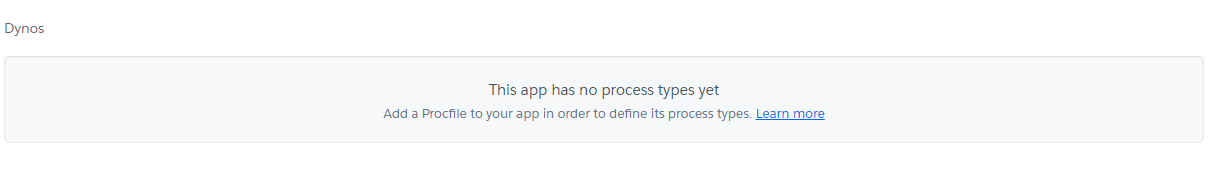 Dynos
This app has no process types yet
Add a Procfile to your app in order to define its process types. Learn more